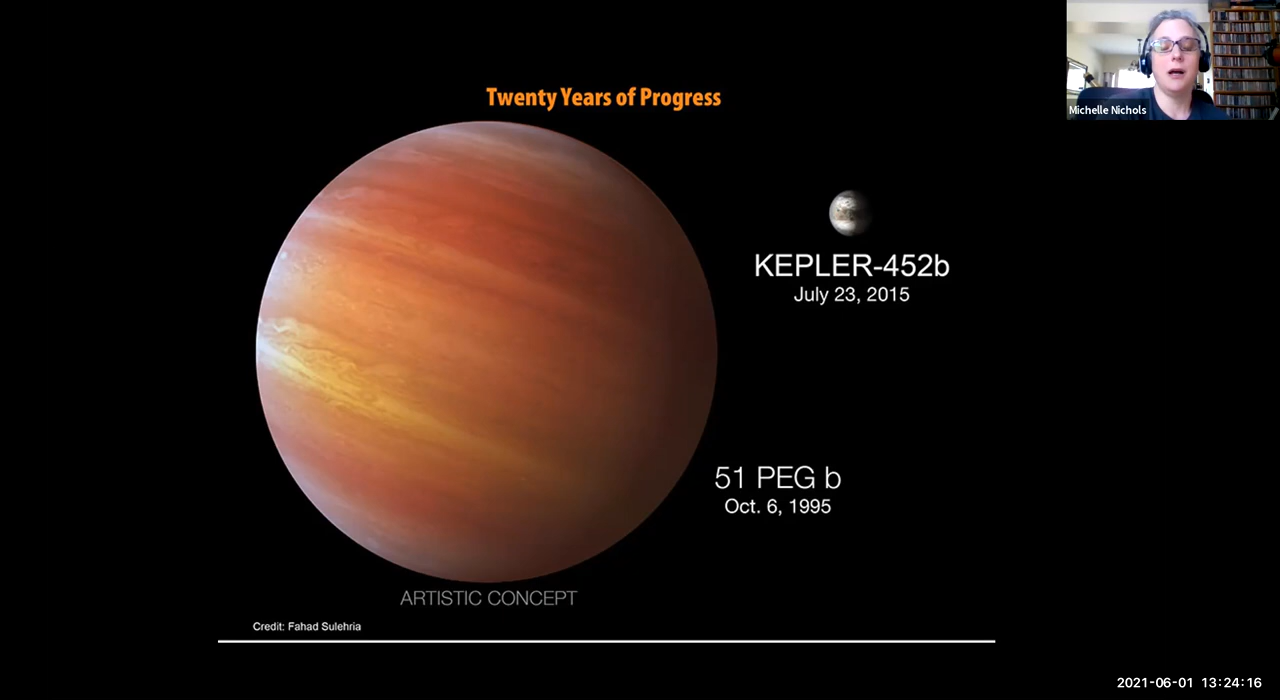 Twenty Years of Progress
Michelle Nichols
KEPLER-452b
July 23, 2015
51 PEG b
Oct. 6, 1995
ARTISTIC CONCEPT
Credit: Fahad Sulehria
2021-06-01 13:24:16